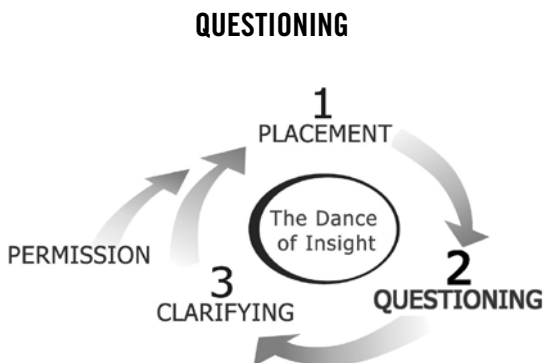 QUESTIONING
1
PLACEMENT
The Dance
of Insight
PERMISSION
2
QUESTIONING
3
CLARIFYING